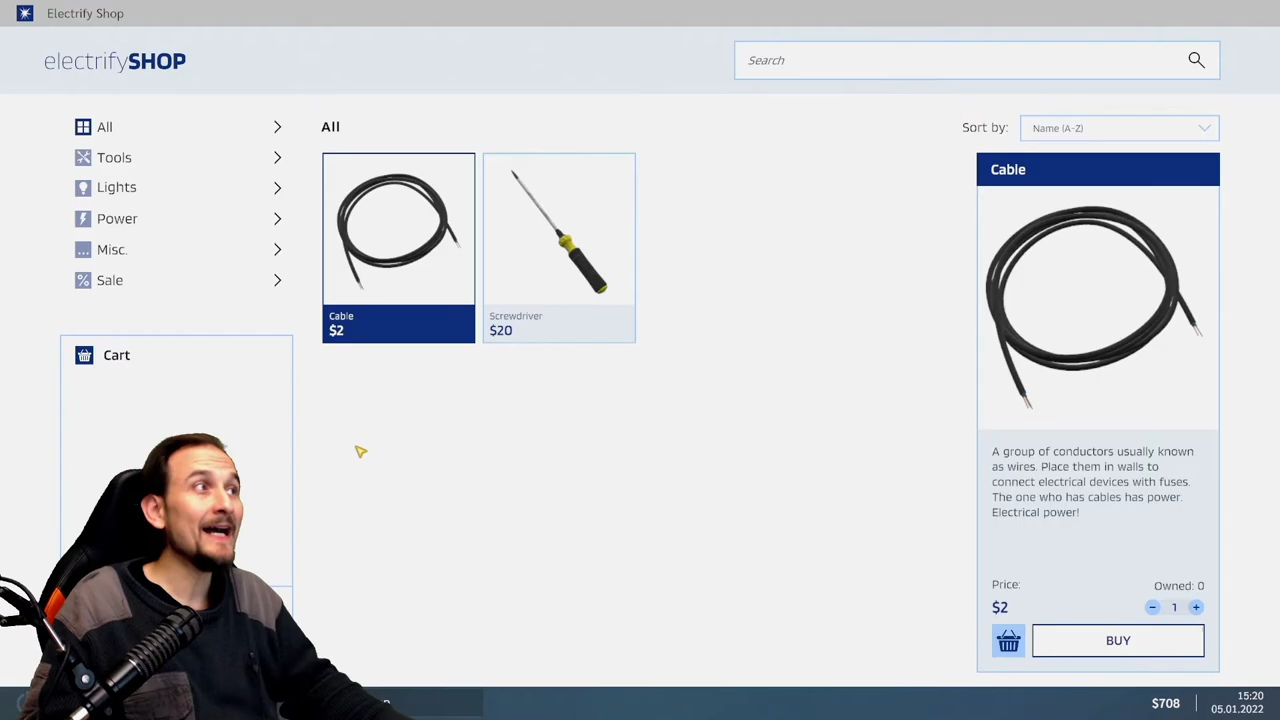 Electrify Shop
electrifySHOP
Search
All
Tools
Lights
Power
Misc.
Sale
Cart
All
Sort by:
Name (A-Z)
Cable
$2
Screwdriver
$20
Cable
A group of conductors usually known
as wires. Place them in walls to
connect electrical devices with fuses.
The one who has cables has power.
Electrical power!
Price:
Owned: 0
$2
1
BUY
$708
15:20
05.01.2022